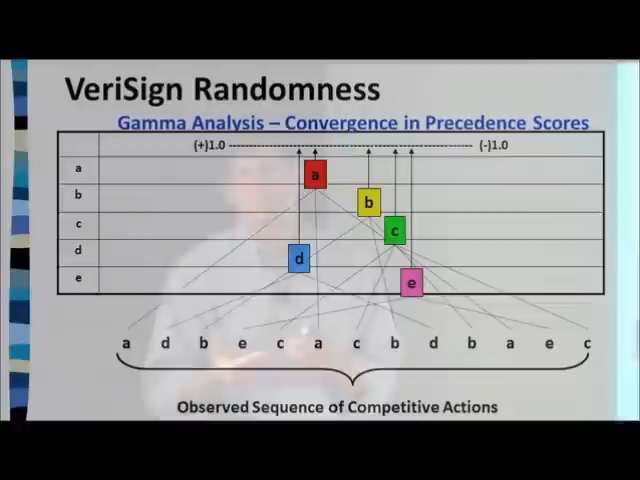 VeriSign Randomness
Gamma Analysis – Convergence in Precedence Scores
(+)1.0 ------------------------------------------------ (-)1.0
a
a
b
b
c
c
d
d
e
e
a d b e c a c b d b a e c
Observed Sequence of Competitive Actions